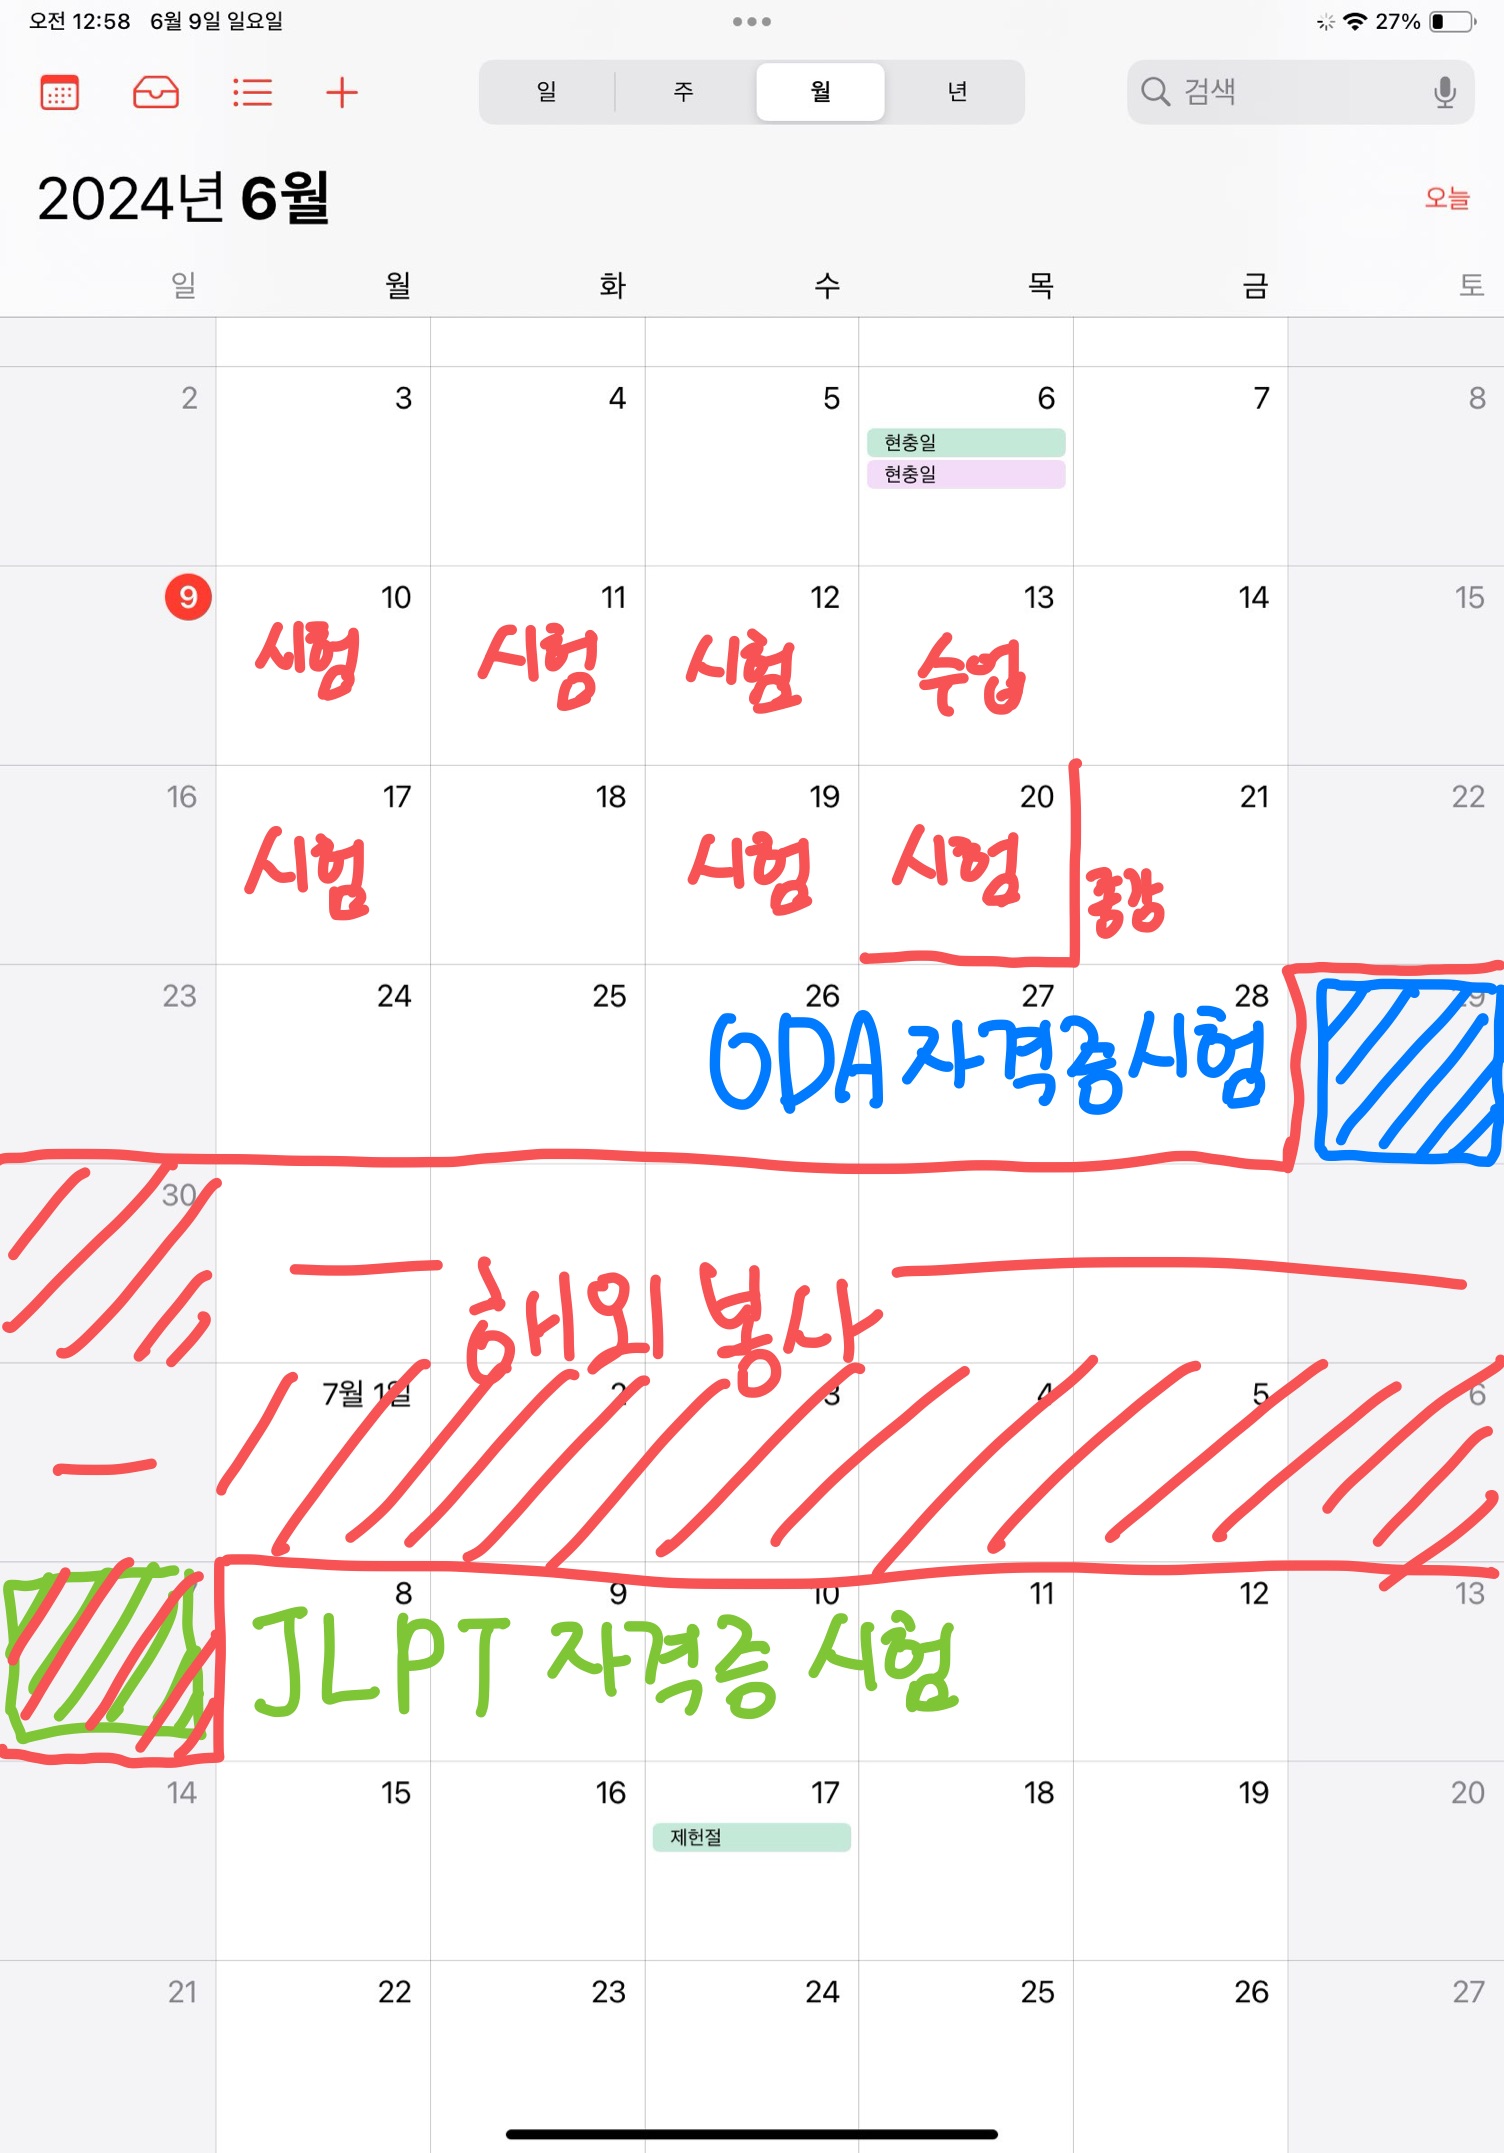 오전 12:58 6월 9일 일요일 27%
일 주 월 년 검색
2024년 6월 오늘
일 월 화 수 목 금 토
2 3 4 5 6 7 8
현충일
현충일
9 10 11 12 13 14 15
시험 시험 시험 수업
16 17 18 19 20 21 22
시험 시험 시험 종강
23 24 25 26 27 28 29
ODA 자격증시험
30
해외 봉사
7월 1일 2 3 4 5 6
8 9 10 11 12 13
JLPT 자격증 시험
14 15 16 17 18 19 20
제헌절
21 22 23 24 25 26 27